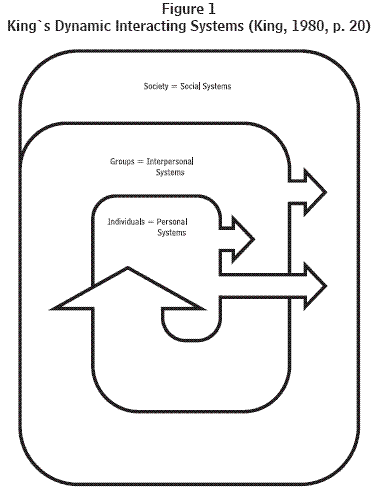 Figure 1
King`s Dynamic Interacting Systems (King, 1980, p. 20)
Society = Social Systems
Groups = Interpersonal
Systems
Individuals = Personal
Systems